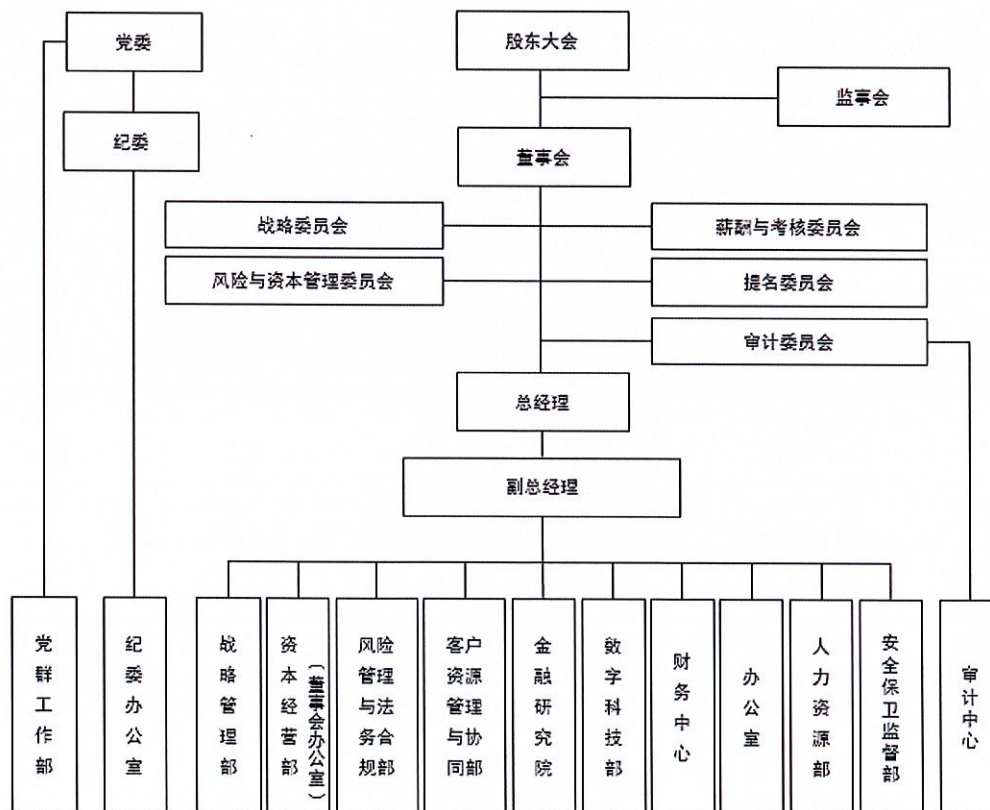 党委
股东大会
监事会
纪委
董事会
战略委员会
薪酬与考核委员会
风险与资本管理委员会
提名委员会
审计委员会
总经理
副总经理
党群工作部
纪委办公室
战略管理部
资本经营部
（董事会办公室）
风险管理与法务合规部
客户资源管理与协同部
金融研究院
数字科技部
财务中心
办公室
人力资源部
安全保卫监督部
审计中心